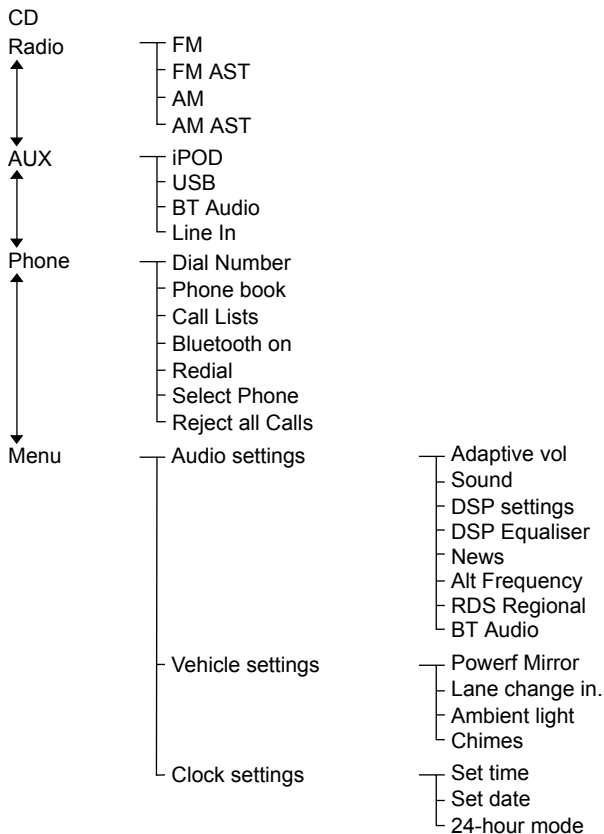 CD
Radio
FM
FM AST
AM
AM AST
AUX
iPOD
USB
BT Audio
Line In
Phone
Dial Number
Phone book
Call Lists
Bluetooth on
Redial
Select Phone
Reject all Calls
Menu
Audio settings
Adaptive vol
Sound
DSP settings
DSP Equaliser
News
Alt Frequency
RDS Regional
BT Audio
Vehicle settings
Powerf Mirror
Lane change in.
Ambient light
Chimes
Clock settings
Set time
Set date
24-hour mode